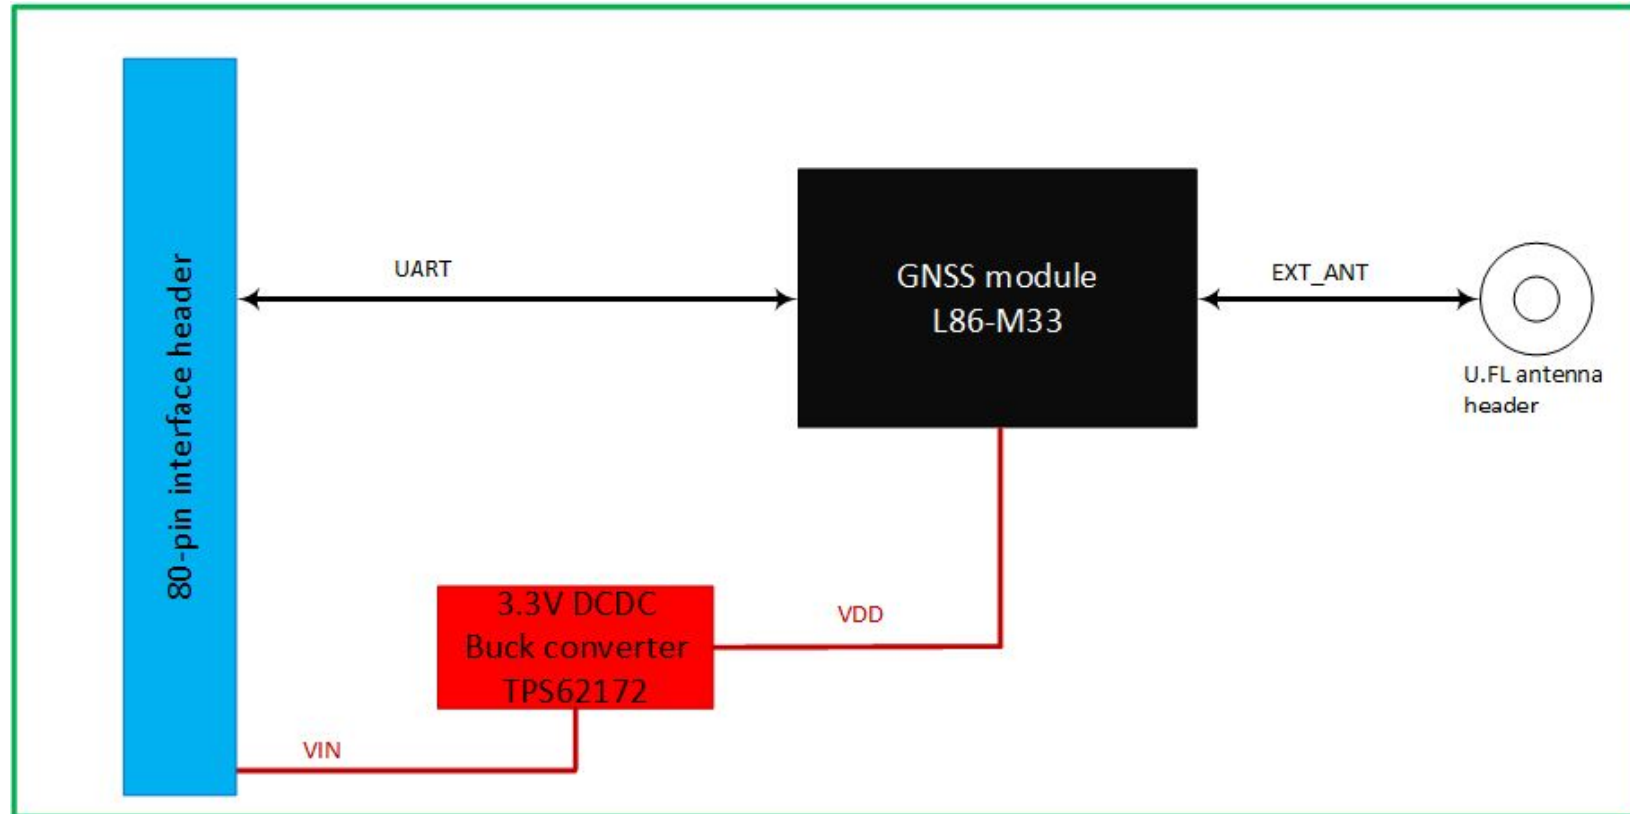 80-pin interface header
UART
GNSS module
L86-M33
EXT_ANT
U.FL antenna
header
3.3V DCDC
Buck converter
TPS62172
VDD
VIN